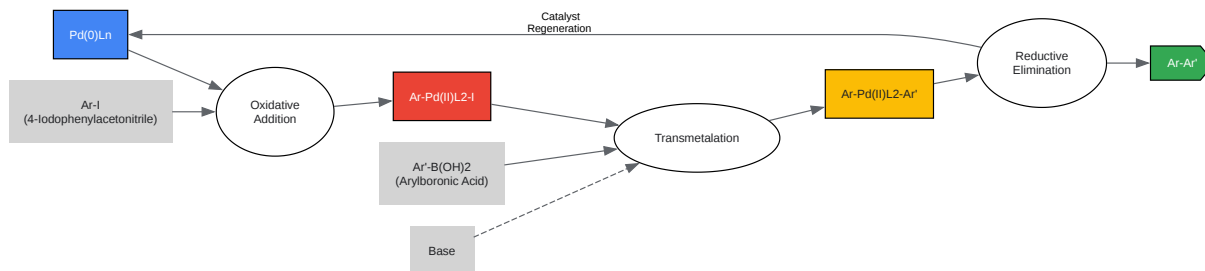 Catalyst
Regeneration
Pd(0)Ln
Ar-I
(4-Iodophenylacetonitrile)
Oxidative
Addition
Ar-Pd(II)L2-I
Ar'-B(OH)2
(Arylboronic Acid)
Base
Transmetalation
Ar-Pd(II)L2-Ar'
Reductive
Elimination
Ar-Ar'